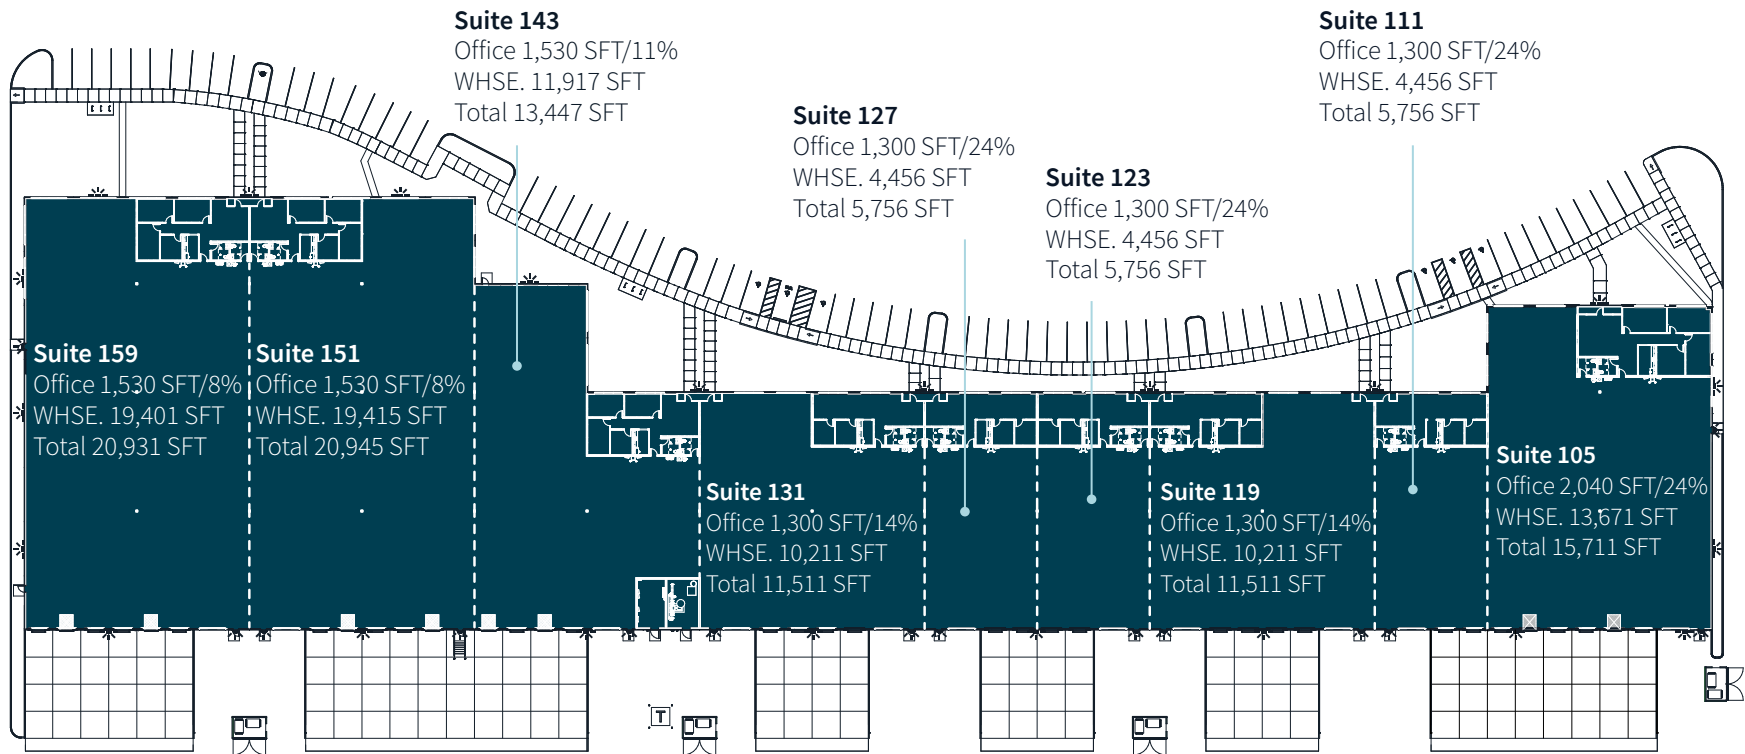 Suite 143
Office 1,530 SFT/11%
WHSE. 11,917 SFT
Total 13,447 SFT
Suite 111
Office 1,300 SFT/24%
WHSE. 4,456 SFT
Total 5,756 SFT
Suite 127
Office 1,300 SFT/24%
WHSE. 4,456 SFT
Total 5,756 SFT
Suite 123
Office 1,300 SFT/24%
WHSE. 4,456 SFT
Total 5,756 SFT
Suite 159
Office 1,530 SFT/8%
WHSE. 19,401 SFT
Total 20,931 SFT
Suite 151
Office 1,530 SFT/8%
WHSE. 19,415 SFT
Total 20,945 SFT
Suite 131
Office 1,300 SFT/14%
WHSE. 10,211 SFT
Total 11,511 SFT
Suite 119
Office 1,300 SFT/14%
WHSE. 10,211 SFT
Total 11,511 SFT
Suite 105
Office 2,040 SFT/24%
WHSE. 13,671 SFT
Total 15,711 SFT
T